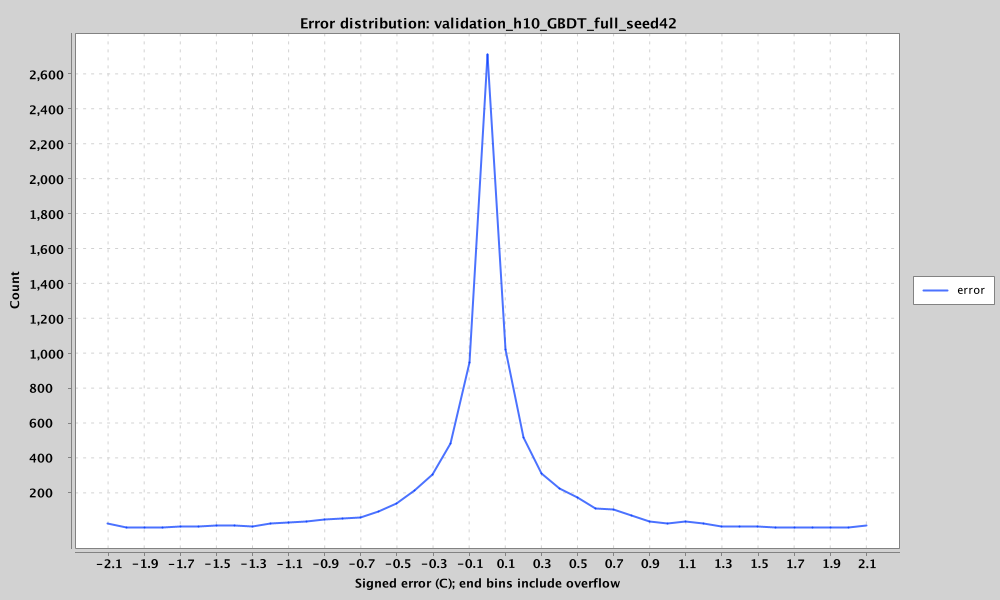 Error distribution: validation_h10_GBDT_full_seed42
2,600
2,400
2,200
2,000
1,800
1,600
1,400
1,200
1,000
800
600
400
200
Count
error
-2.1 -1.9 -1.7 -1.5 -1.3 -1.1 -0.9 -0.7 -0.5 -0.3 -0.1 0.1 0.3 0.5 0.7 0.9 1.1 1.3 1.5 1.7 1.9 2.1
Signed error (C); end bins include overflow